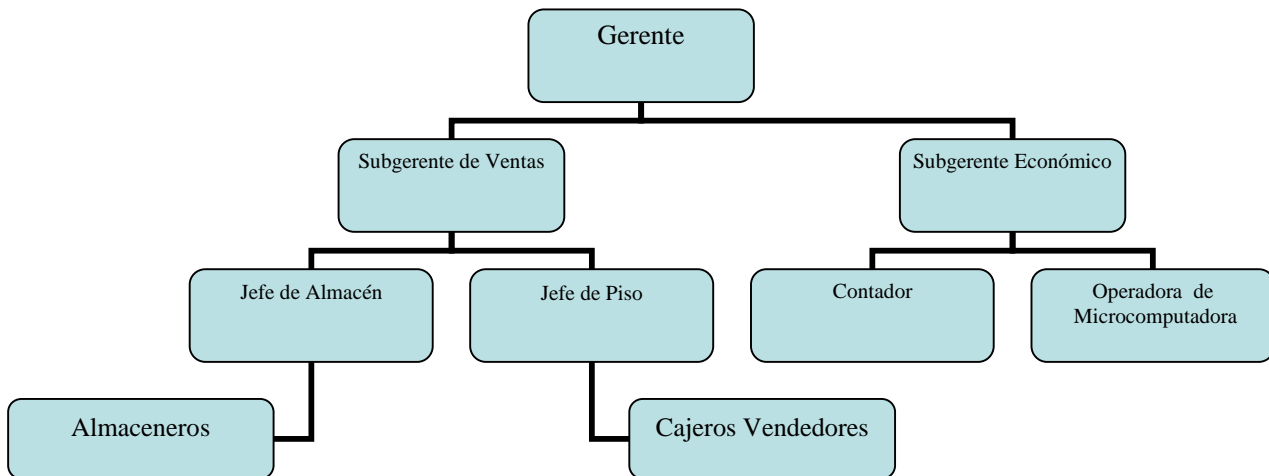 Gerente
Subgerente de Ventas
Subgerente Económico
Jefe de Almacén
Jefe de Piso
Contador
Operadora de
Microcomputadora
Almaceneros
Cajeros Vendedores